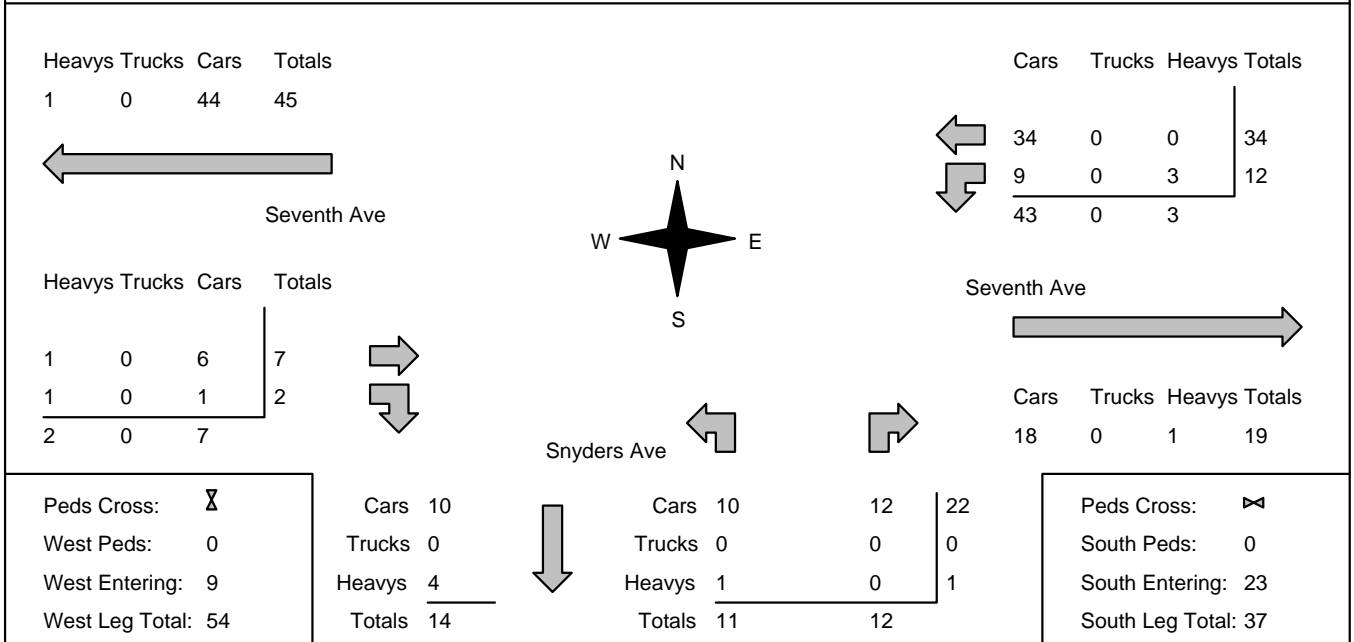 Heavys Trucks Cars Totals
1 0 44 45
Seventh Ave
Heavys Trucks Cars Totals
1 0 6 7
1 0 1 2
2 0 7
N
W E
S
Cars Trucks Heavys Totals
34 0 0 34
9 0 3 12
43 0 3
Seventh Ave
Cars Trucks Heavys Totals
18 0 1 19
Snyders Ave
Peds Cross:
West Peds: 0
West Entering: 9
West Leg Total: 54
Cars 10
Trucks 0
Heavys 4
Totals 14
Cars 10 12 22
Trucks 0 0 0
Heavys 1 0 1
Totals 11 12
Peds Cross:
South Peds: 0
South Entering: 23
South Leg Total: 37